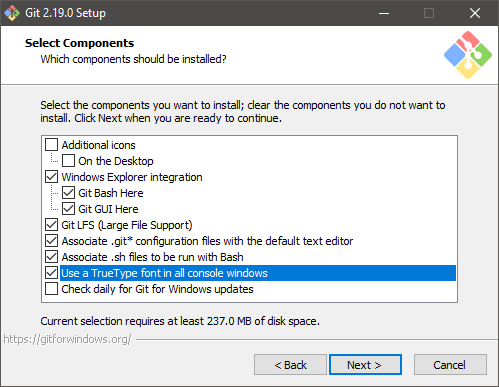 Git 2.19.0 Setup
Select Components
Which components should be installed?
Select the components you want to install; clear the components you do not want to
install. Click Next when you are ready to continue.
Additional icons
On the Desktop
Windows Explorer integration
Git Bash Here
Git GUI Here
Git LFS (Large File Support)
Associate .git* configuration files with the default text editor
Associate .sh files to be run with Bash
Use a TrueType font in all console windows
Check daily for Git for Windows updates
Current selection requires at least 237.0 MB of disk space.
https://gitforwindows.org/
< Back
Next >
Cancel